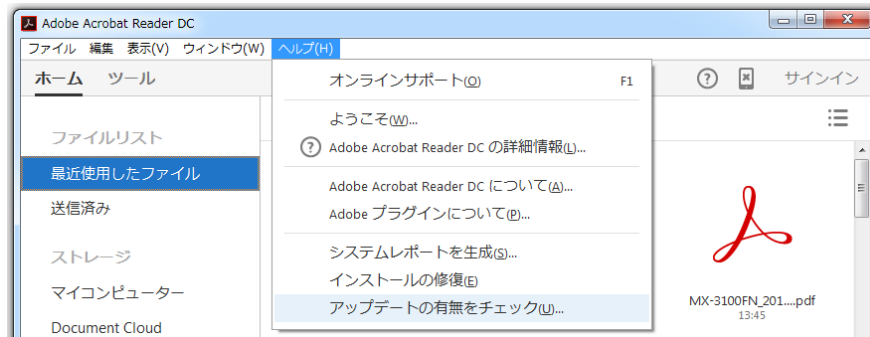 Adobe Acrobat Reader DC
ファイル 編集 表示(V) ウィンドウ(W) ヘルプ(H)
ホーム ツール
サインイン
ファイルリスト
最近使用したファイル
送信済み
ストレージ
マイコンピューター
Document Cloud
オンラインサポート(O) F1
ようこそ(W)...
Adobe Acrobat Reader DC の詳細情報(L)...
Adobe Acrobat Reader DC について(A)...
Adobe プラグインについて(P)...
システムレポートを生成(S)...
インストールの修復(E)
アップデートの有無をチェック(U)...
MX-3100FN_201....pdf
13:45